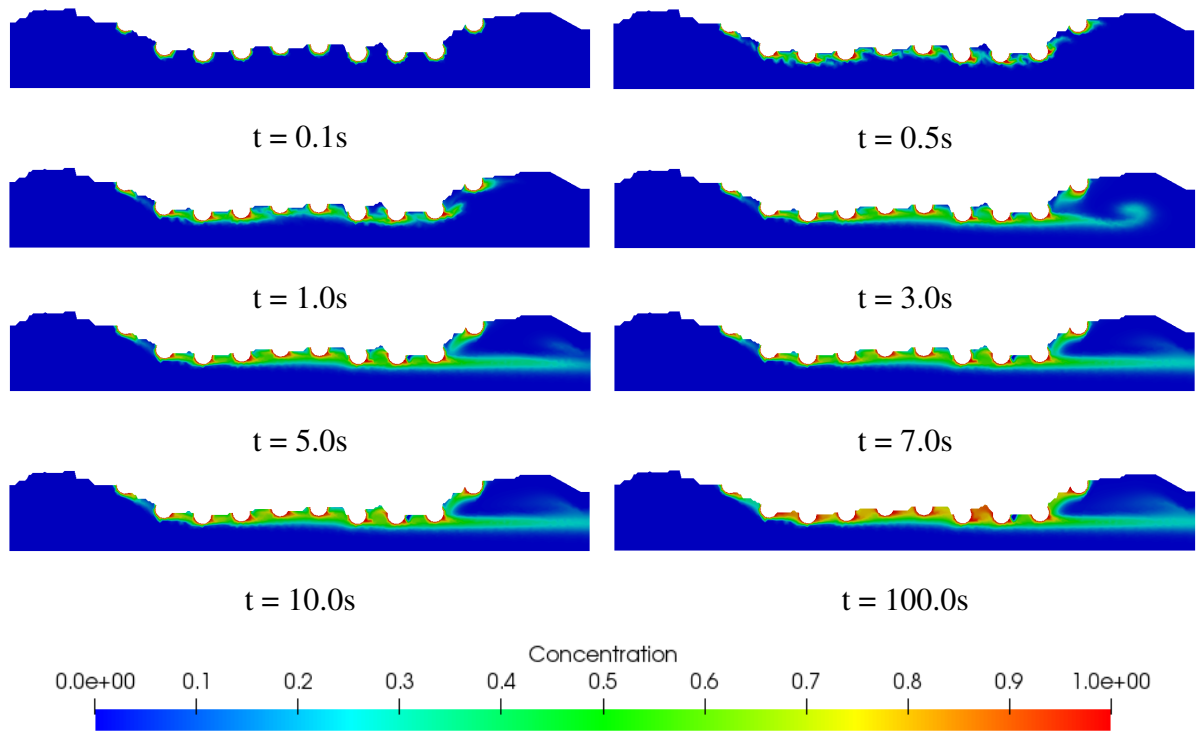 t = 0.1s
t = 0.5s
t = 1.0s
t = 3.0s
t = 5.0s
t = 7.0s
t = 10.0s
t = 100.0s
Concentration
0.0e+00 0.1 0.2 0.3 0.4 0.5 0.6 0.7 0.8 0.9 1.0e+00